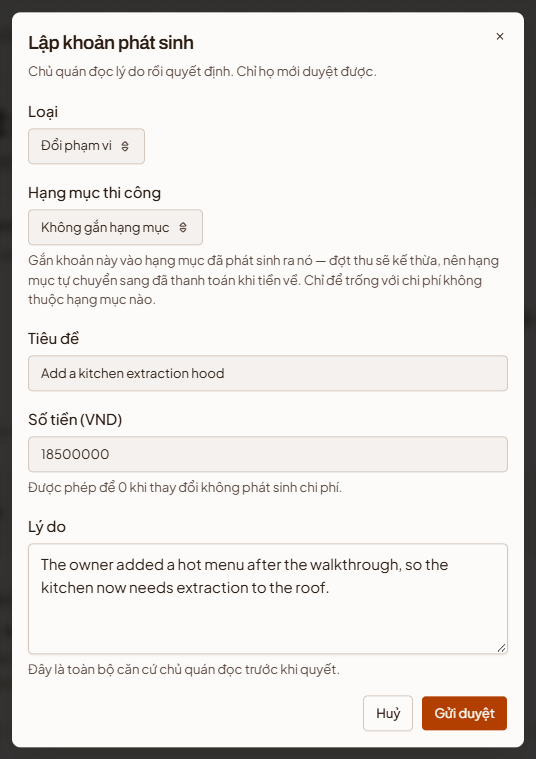 Lập khoản phát sinh
×
Chủ quán đọc lý do rồi quyết định. Chỉ họ mới duyệt được.
Loại
Đổi phạm vi
Hạng mục thi công
Không gắn hạng mục
Gắn khoản này vào hạng mục đã phát sinh ra nó — đợt thu sẽ kế thừa, nên hạng
mục tự chuyển sang đã thanh toán khi tiền về. Chỉ để trống với chi phí không
thuộc hạng mục nào.
Tiêu đề
Add a kitchen extraction hood
Số tiền (VND)
18500000
Được phép để 0 khi thay đổi không phát sinh chi phí.
Lý do
The owner added a hot menu after the walkthrough, so the
kitchen now needs extraction to the roof.
Đây là toàn bộ căn cứ chủ quán đọc trước khi quyết.
Huỷ
Gửi duyệt